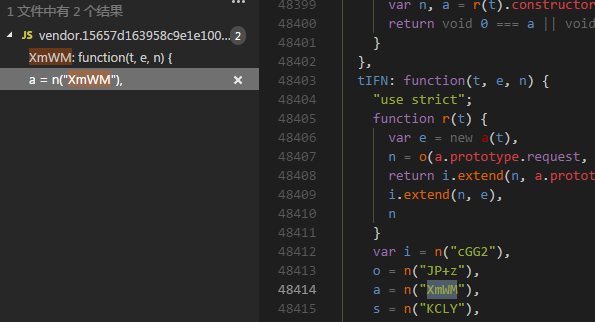 1 文件中有 2 个结果
JS vendor.15657d163958c9e1e100... 2
XmWM: function(t, e, n) {
a = n("XmWM"),
48399 var n, a = r(t).constructor
48400 return void 0 === a || void
48401 }
48402 },
48403 tIFN: function(t, e, n) {
48404 "use strict";
48405 function r(t) {
48406 var e = new a(t),
48407 n = o(a.prototype.request,
48408 return i.extend(n, a.protot
48409 i.extend(n, e),
48410 n
48411 }
48412 var i = n("cGG2"),
48413 o = n("JP+z"),
48414 a = n("XmWM"),
48415 s = n("KCLY"),